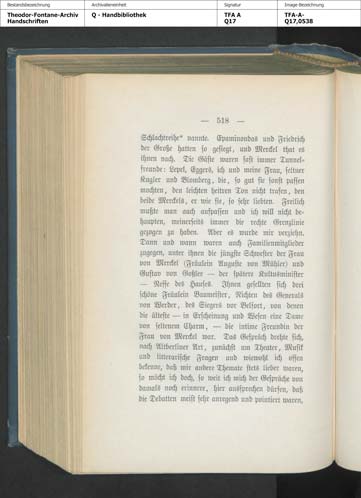 Bestandsbezeichnung
Archivalieneinheit
Signatur
Image Bezeichnung
Theodor-Fontane-Archiv
Handschriften
Q - Handbibliothek
TFA A
Q17
TFA-A-
Q17,0538
— 518 —
Schlachtreihe“ nannte. Epaminondas und Friedrich
der Große hatten so gesiegt, und Merckel that es
ihnen nach. Die Gäste waren fast immer Tunnel-
freunde: Lepel, Eggers, ich und meine Frau, seltner
Kugler und Blomberg, die, so gut sie sonst passen
mochten, den leichten heitren Ton nicht trafen, den
beide Merckels, er wie sie, so sehr liebten. Freilich
mußte man auch aufpassen und ich will nicht be-
haupten, meinerseits immer die rechte Grenzlinie
gezogen zu haben. Aber es wurde mir verziehn.
Dann und wann waren auch Familienmitglieder
zugegen, unter ihnen die jüngste Schwester der Frau
von Merckel (Fräulein Auguste von Mühler) und
Gustav von Goßler — der spätere Kultusminister
— Neffe des Hauses. Ihnen gesellten sich drei
schöne Fräulein Baumeister, Nichten des Generals
von Werder, des Siegers vor Belfort, von denen
die älteste — in Erscheinung und Wesen eine Dame
von seltenem Charm, — die intime Freundin der
Frau von Merckel war. Das Gespräch drehte sich,
nach Altberliner Art, zunächst um Theater, Musik
und litterarische Fragen und wiewohl ich offen
bekenne, daß mir andere Themata stets lieber waren,
so möcht ich doch, so weit ich mich der Gespräche von
damals noch erinnere, hier aussprechen dürfen, daß
die Debatten meist sehr anregend und pointiert waren,